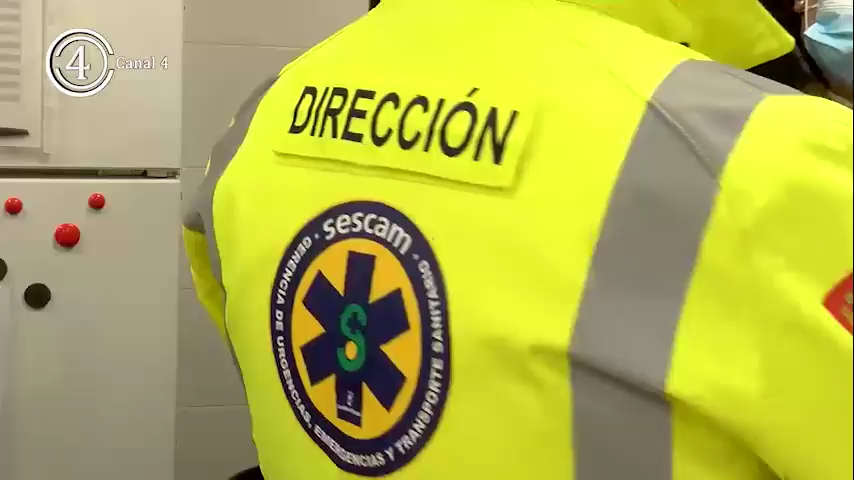 4
Canal 4
DIRECCIÓN
sescam
GERENCIA DE URGENCIAS, EMERGENCIAS Y TRANSPORTE SANITARIO
S